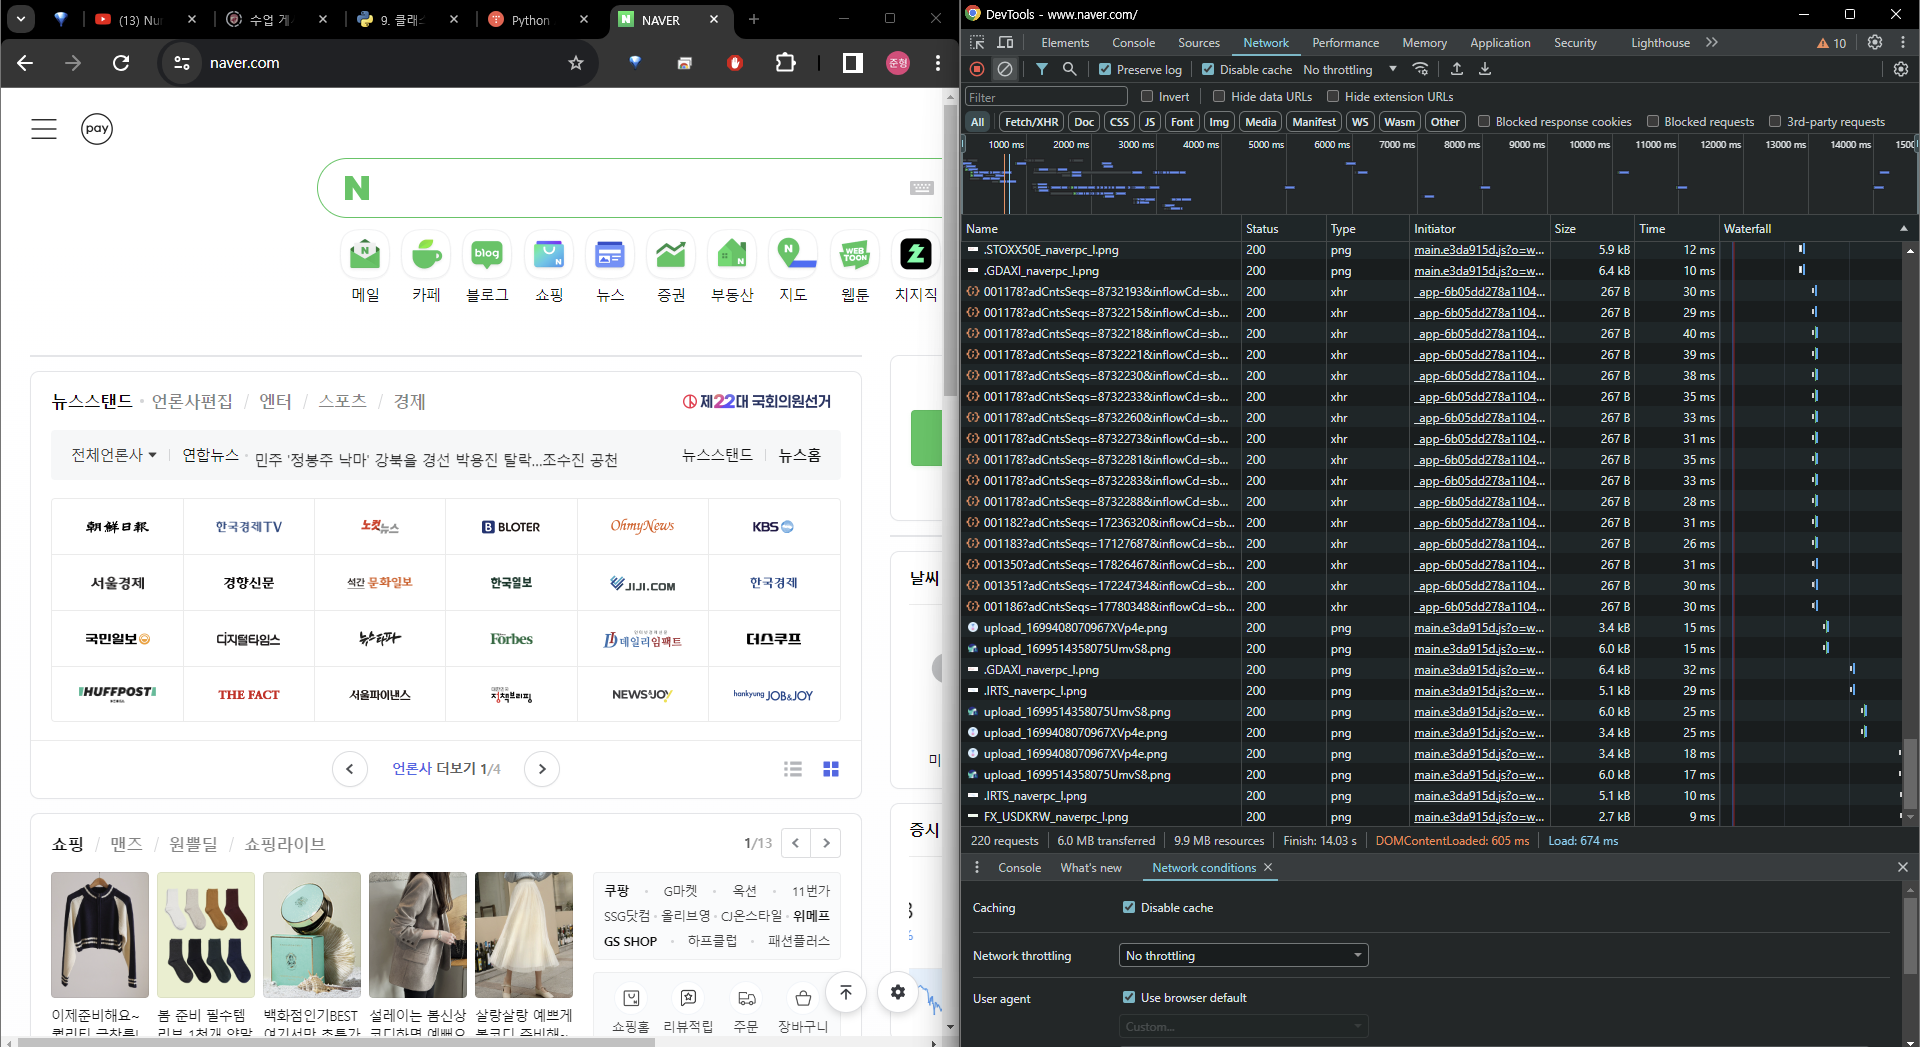 (13) Nu
수업 게
9. 클래
Python
NAVER
naver.com
준형
pay
N
메일
카페
블로그
쇼핑
뉴스
증권
부동산
지도
웹툰
치지직
blog
WEB TOON
뉴스스탠드 · 언론사편집 / 엔터 / 스포츠 / 경제
제22대 국회의원선거
전체언론사
연합뉴스
민주 '정봉주 낙마' 강북을 경선 박용진 탈락...조수진 공천
뉴스스탠드
뉴스홈
朝鮮日報
한국경제TV
노컷뉴스
BLOTER
OhmyNews
KBS
서울경제
경향신문
석간 문화일보
한국일보
JIJI.COM
한국경제
국민일보
디지털타임스
뉴스타파
Forbes
데일리임팩트
더스쿠프
HUFFPOST
THE FACT
서울파이낸스
정책브리핑
NEWS&JOY
hankyung JOB&JOY
언론사 더보기 1/4
날씨
미
증시
쇼핑 / 맨즈 / 원쁠딜 / 쇼핑라이브
1/13
쿠팡 · G마켓 · 옥션 · 11번가
SSG닷컴 · 올리브영 · CJ온스타일 · 위메프
GS SHOP · 하프클럽 · 패션플러스
쇼핑홈
리뷰적립
주문
장바구니
이제준비해요~
봄 준비 필수템
백화점인기BEST
설레이는 봄신상
살랑살랑 예쁘게
DevTools - www.naver.com/
Elements
Console
Sources
Network
Performance
Memory
Application
Security
Lighthouse
10
Preserve log
Disable cache
No throttling
Filter
Invert
Hide data URLs
Hide extension URLs
All
Fetch/XHR
Doc
CSS
JS
Font
Img
Media
Manifest
WS
Wasm
Other
Blocked response cookies
Blocked requests
3rd-party requests
1000 ms
2000 ms
3000 ms
4000 ms
5000 ms
6000 ms
7000 ms
8000 ms
9000 ms
10000 ms
11000 ms
12000 ms
13000 ms
14000 ms
1500
Name Status Type Initiator Size Time Waterfall
.STOXX50E_naverpc_l.png 200 png main.e3da915d.js?o=w... 5.9 kB 12 ms
.GDAXI_naverpc_l.png 200 png main.e3da915d.js?o=w... 6.4 kB 10 ms
001178?adCntsSeqs=8732193&inflowCd=sb... 200 xhr _app-6b05dd278a1104... 267 B 30 ms
001178?adCntsSeqs=8732215&inflowCd=sb... 200 xhr _app-6b05dd278a1104... 267 B 29 ms
001178?adCntsSeqs=8732218&inflowCd=sb... 200 xhr _app-6b05dd278a1104... 267 B 40 ms
001178?adCntsSeqs=8732221&inflowCd=sb... 200 xhr _app-6b05dd278a1104... 267 B 39 ms
001178?adCntsSeqs=8732230&inflowCd=sb... 200 xhr _app-6b05dd278a1104... 267 B 38 ms
001178?adCntsSeqs=8732233&inflowCd=sb... 200 xhr _app-6b05dd278a1104... 267 B 35 ms
001178?adCntsSeqs=8732260&inflowCd=sb... 200 xhr _app-6b05dd278a1104... 267 B 33 ms
001178?adCntsSeqs=8732273&inflowCd=sb... 200 xhr _app-6b05dd278a1104... 267 B 31 ms
001178?adCntsSeqs=8732281&inflowCd=sb... 200 xhr _app-6b05dd278a1104... 267 B 35 ms
001178?adCntsSeqs=8732283&inflowCd=sb... 200 xhr _app-6b05dd278a1104... 267 B 33 ms
001178?adCntsSeqs=8732288&inflowCd=sb... 200 xhr _app-6b05dd278a1104... 267 B 28 ms
001182?adCntsSeqs=17236320&inflowCd=sb... 200 xhr _app-6b05dd278a1104... 267 B 31 ms
001183?adCntsSeqs=17127687&inflowCd=sb... 200 xhr _app-6b05dd278a1104... 267 B 26 ms
001350?adCntsSeqs=17826467&inflowCd=sb... 200 xhr _app-6b05dd278a1104... 267 B 31 ms
001351?adCntsSeqs=17224734&inflowCd=sb... 200 xhr _app-6b05dd278a1104... 267 B 30 ms
001186?adCntsSeqs=17780348&inflowCd=sb... 200 xhr _app-6b05dd278a1104... 267 B 30 ms
upload_1699408070967XVp4e.png 200 png main.e3da915d.js?o=w... 3.4 kB 15 ms
upload_1699514358075UmvS8.png 200 png main.e3da915d.js?o=w... 6.0 kB 15 ms
.GDAXI_naverpc_l.png 200 png main.e3da915d.js?o=w... 6.4 kB 32 ms
.IRTS_naverpc_l.png 200 png main.e3da915d.js?o=w... 5.1 kB 29 ms
upload_1699514358075UmvS8.png 200 png main.e3da915d.js?o=w... 6.0 kB 25 ms
upload_1699408070967XVp4e.png 200 png main.e3da915d.js?o=w... 3.4 kB 25 ms
upload_1699408070967XVp4e.png 200 png main.e3da915d.js?o=w... 3.4 kB 18 ms
upload_1699514358075UmvS8.png 200 png main.e3da915d.js?o=w... 6.0 kB 17 ms
.IRTS_naverpc_l.png 200 png main.e3da915d.js?o=w... 5.1 kB 10 ms
FX_USDKRW_naverpc_l.png 200 png main.e3da915d.js?o=w... 2.7 kB 9 ms
220 requests
6.0 MB transferred
9.9 MB resources
Finish: 14.03 s
DOMContentLoaded: 605 ms
Load: 674 ms
Console
What's new
Network conditions
Caching
Disable cache
Network throttling
No throttling
User agent
Use browser default
Custom...